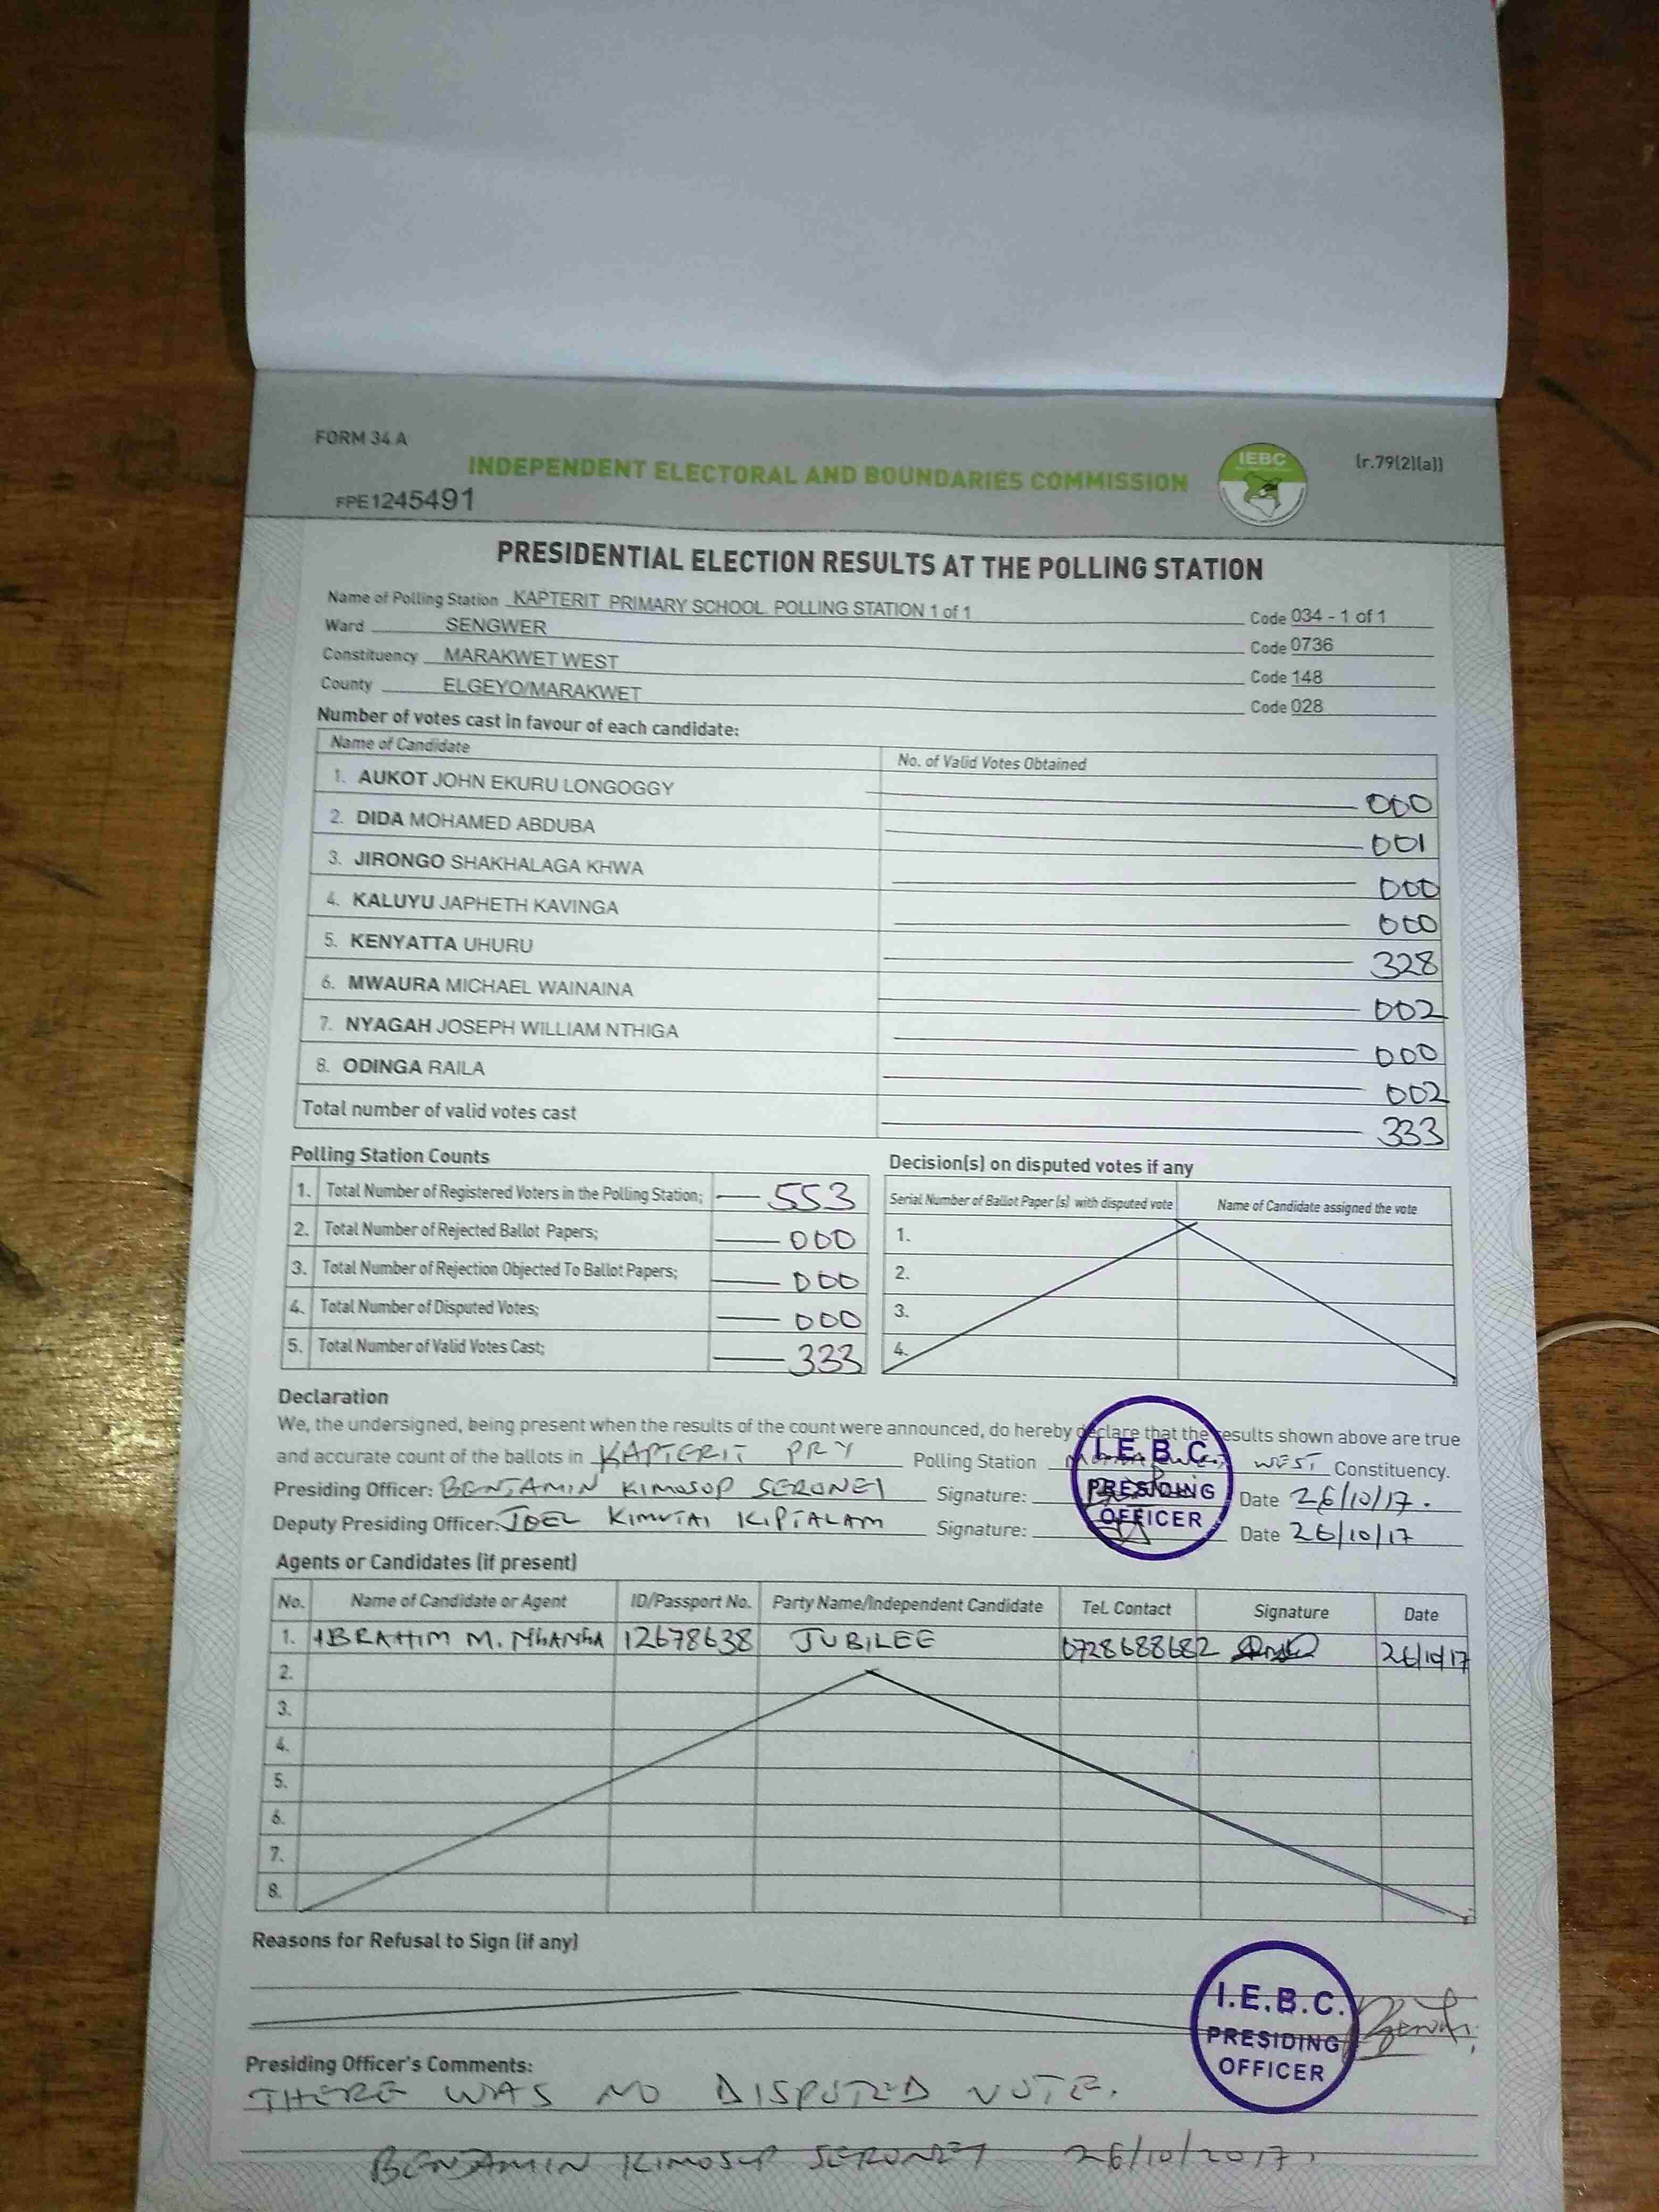 FORM 34 A
INDEPENDENT ELECTORAL AND BOUNDARIES COMMISSION
IEBC
(r.79(2)(a))
FPE1245491
PRESIDENTIAL ELECTION RESULTS AT THE POLLING STATION
Name of Polling Station KAPTERIT PRIMARY SCHOOL POLLING STATION 1 of 1 Code 034 - 1 of 1
Ward SENGWER Code 0736
Constituency MARAKWET WEST Code 148
County ELGEYO/MARAKWET Code 028
Number of votes cast in favour of each candidate:
Name of Candidate No. of Valid Votes Obtained
1. AUKOT JOHN EKURU LONGOGGY 000
2. DIDA MOHAMED ABDUBA 001
3. JIRONGO SHAKHALAGA KHWA 000
4. KALUYU JAPHETH KAVINGA 000
5. KENYATTA UHURU 328
6. MWAURA MICHAEL WAINAINA 002
7. NYAGAH JOSEPH WILLIAM NTHIGA 000
8. ODINGA RAILA 002
Total number of valid votes cast 333
Polling Station Counts
1. Total Number of Registered Voters in the Polling Station; 553
2. Total Number of Rejected Ballot Papers; 000
3. Total Number of Rejection Objected To Ballot Papers; 000
4. Total Number of Disputed Votes; 000
5. Total Number of Valid Votes Cast; 333
Decision(s) on disputed votes if any
Serial Number of Ballot Paper (s) with disputed vote Name of Candidate assigned the vote
1.
2.
3.
4.
Declaration
We, the undersigned, being present when the results of the count were announced, do hereby declare that the results shown above are true
and accurate count of the ballots in KAPTERIT PRY Polling Station WEST Constituency.
Presiding Officer: BENJAMIN KIMOSOP SERONEI Signature: Date 26/10/17.
Deputy Presiding Officer: JOEL KIMUTAI KIPTALAM Signature: Date 26/10/17
I.E.B.C.
PRESIDING
OFFICER
Agents or Candidates (if present)
No. Name of Candidate or Agent ID/Passport No. Party Name/Independent Candidate Tel. Contact Signature Date
1. IBRAHIM M. 12678638 JUBILEE 0728688682 26/10/17
2.
3.
4.
5.
6.
7.
8.
Reasons for Refusal to Sign (if any)
I.E.B.C.
PRESIDING
OFFICER
Presiding Officer's Comments:
THERE WAS NO DISPUTED VOTE.
BENJAMIN KIMOSOP SERONEI 26/10/2017.